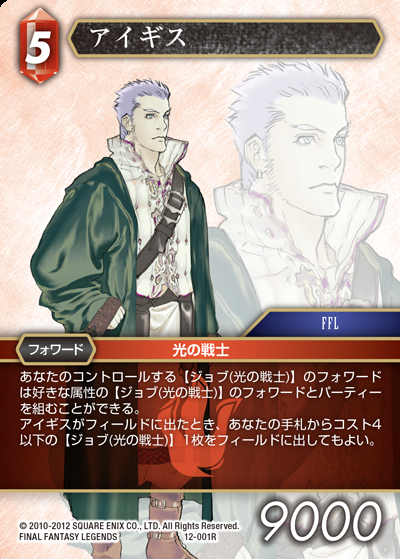 5
アイギス
FFL
フォワード
光の戦士
あなたのコントロールする【ジョブ(光の戦士)】のフォワード
は好きな属性の【ジョブ(光の戦士)】のフォワードとパーティー
を組むことができる。
アイギスがフィールドに出たとき、あなたの手札からコスト4
以下の【ジョブ(光の戦士)】1枚をフィールドに出してもよい。
© 2010-2012 SQUARE ENIX CO., LTD. All Rights Reserved.
FINAL FANTASY LEGENDS 12-001R
9000